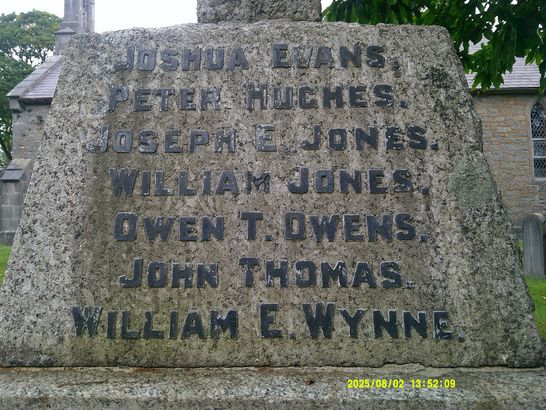 JOSHUA EVANS.
PETER HUGHES.
JOSEPH E. JONES.
WILLIAM JONES.
OWEN T. OWENS.
JOHN THOMAS.
WILLIAM E. WYNNE.
2025/08/02 13:52:09